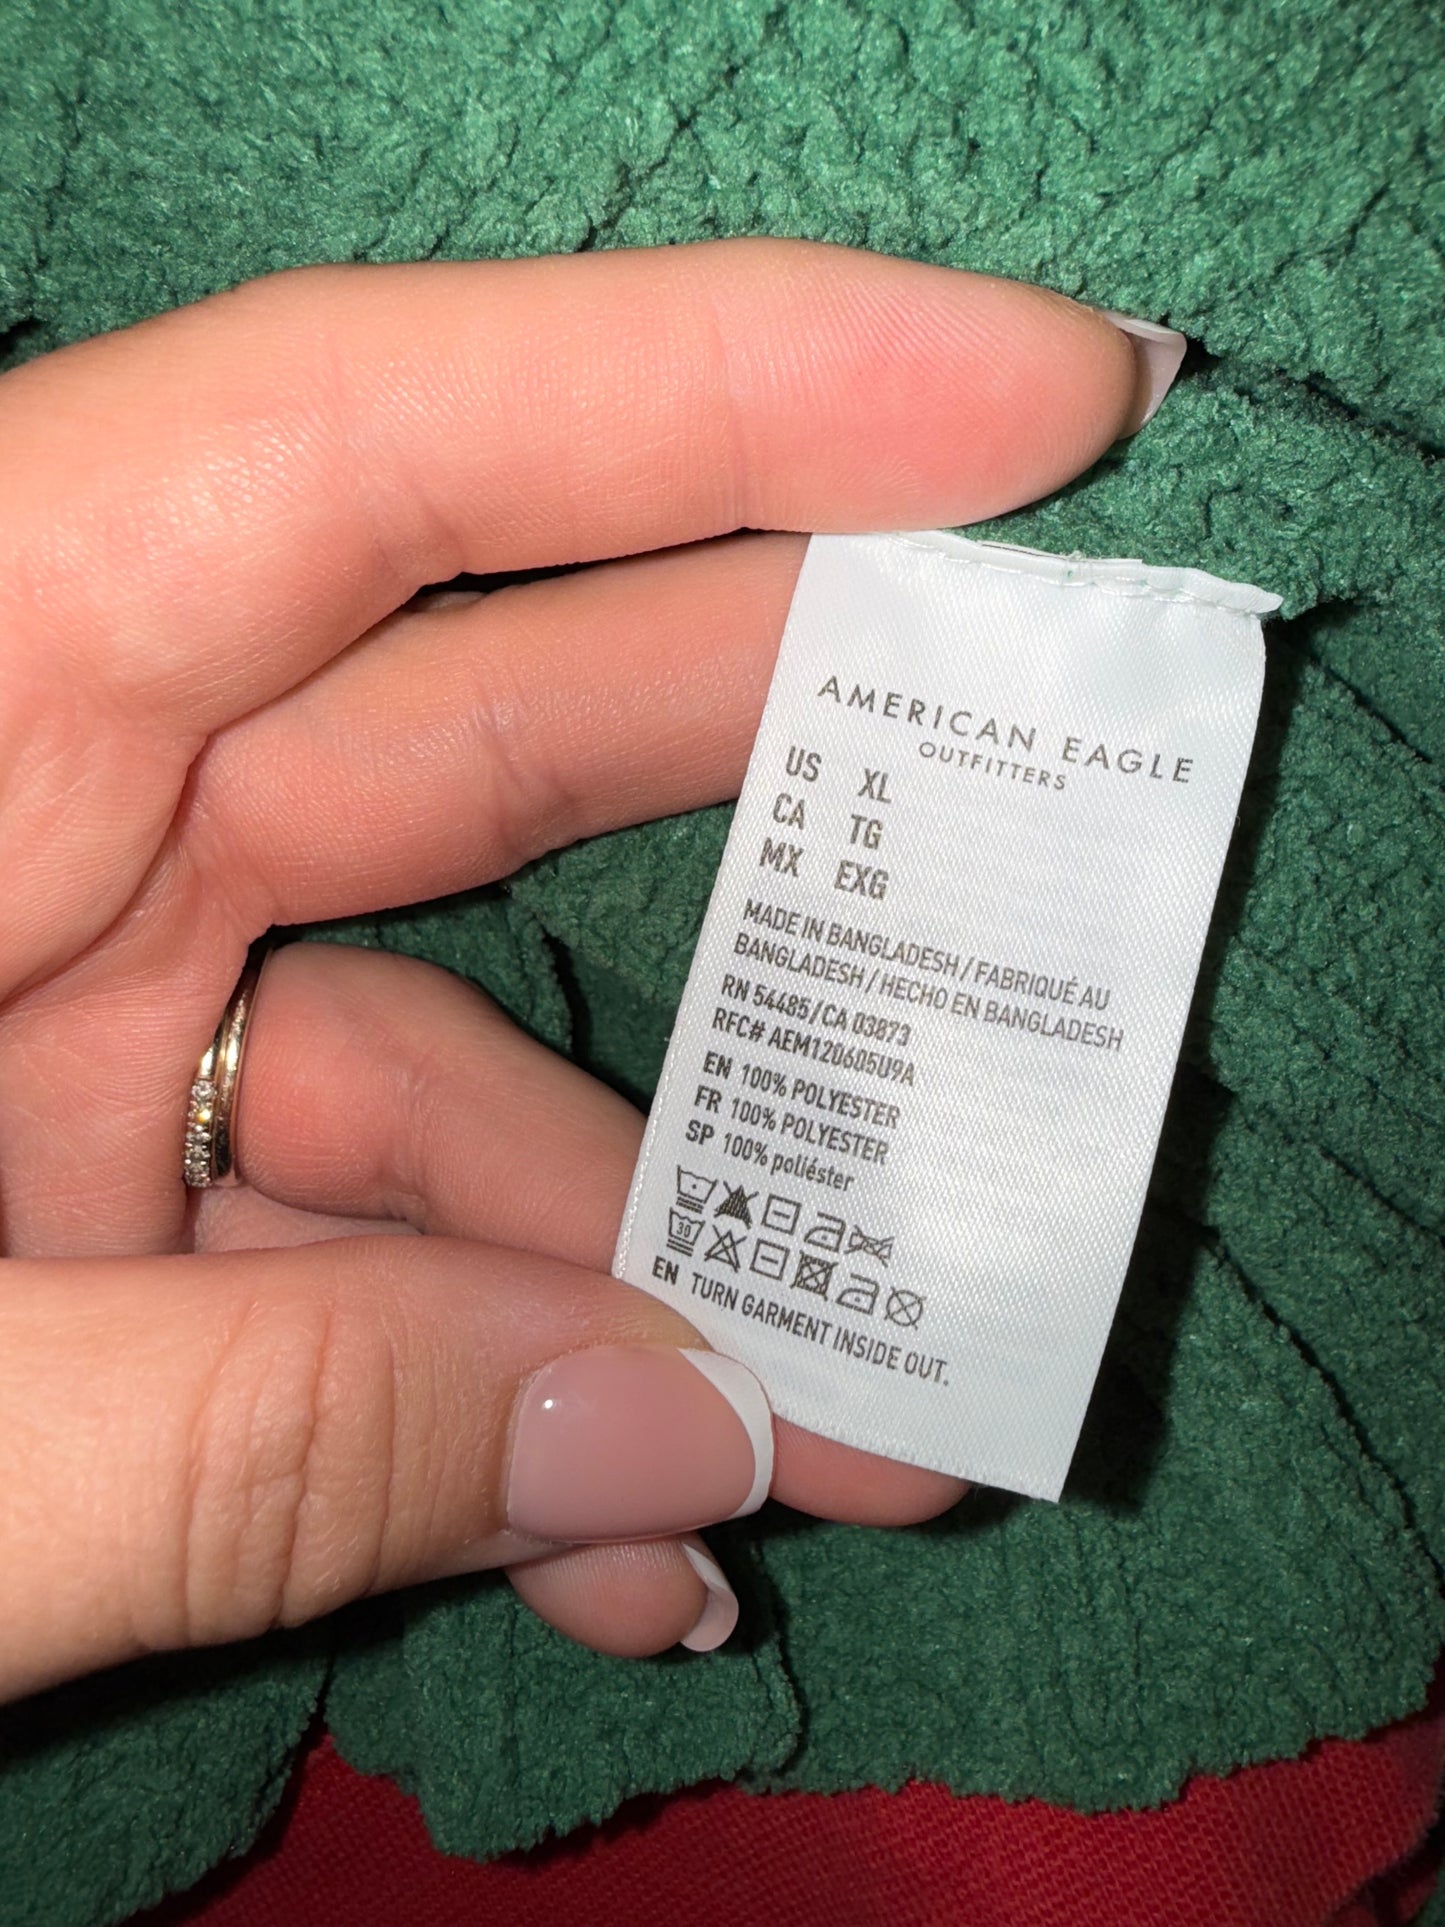 AMERICAN EAGLE
OUTFITTERS
US XL
CA TG
MX EXG
MADE IN BANGLADESH / FABRIQUÉ AU
BANGLADESH / HECHO EN BANGLADESH
RN 54485 / CA 03873
RFC# AEM120605U9A
EN 100% POLYESTER
FR 100% POLYESTER
SP 100% poliéster
30
EN TURN GARMENT INSIDE OUT.